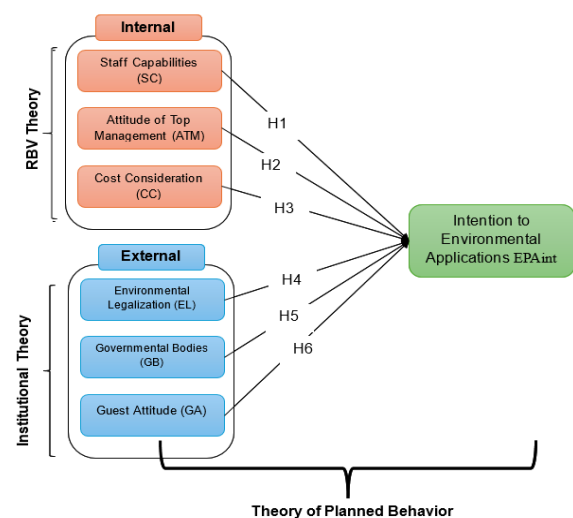 Internal
Staff Capabilities
(SC)
Attitude of Top
Management (ATM)
Cost Consideration
(CC)
RBV Theory
H1
H2
H3
External
Environmental
Legalization (EL)
Governmental Bodies
(GB)
Guest Attitude (GA)
Institutional Theory
H4
H5
H6
Intention to
Environmental
Applications EPAint
Theory of Planned Behavior